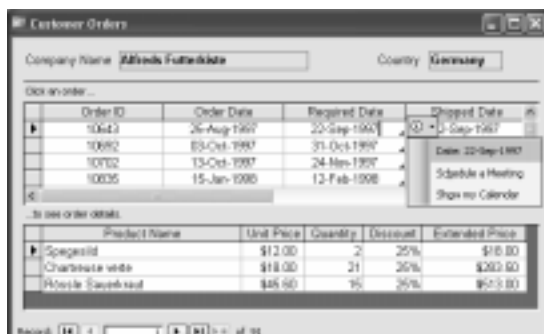 Customer Orders
Company Name Alfreds Futterkiste Country Germany
Click an order...
Order ID Order Date Required Date Shipped Date
10643 25-Aug-1997 22-Sep-1997 2-Sep-1997
10692 03-Oct-1997 31-Oct-1997
10702 13-Oct-1997 24-Nov-1997
10835 15-Jan-1998 12-Feb-1998
Date: 22-Sep-1997
Schedule a Meeting
Show my Calendar
...to see order details.
Product Name Unit Price Quantity Discount Extended Price
Spegesild $12.00 2 25% $18.00
Chartreuse verte $18.00 21 25% $283.50
Rössle Sauerkraut $45.60 15 25% $513.00
Record: 1 of